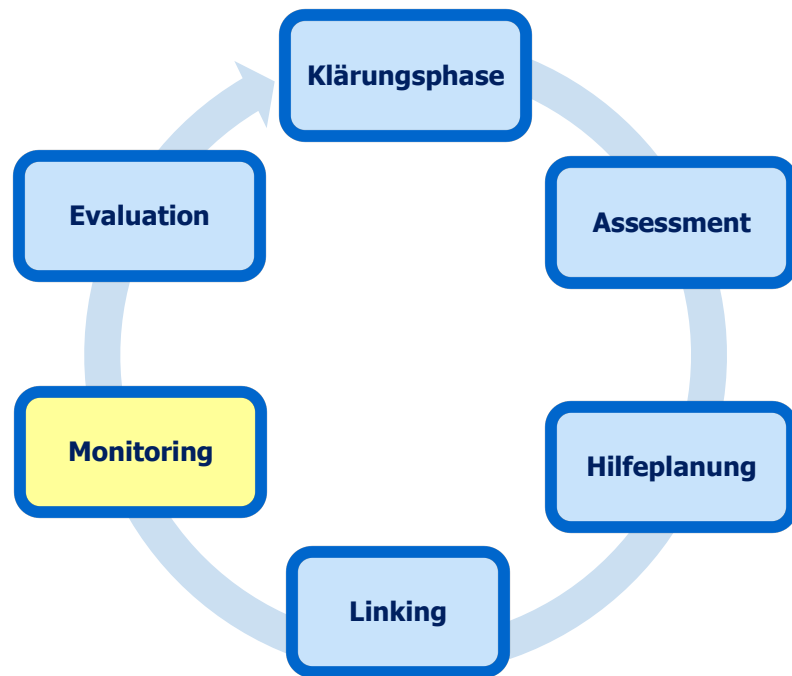 Klärungsphase
Assessment
Hilfeplanung
Linking
Monitoring
Evaluation